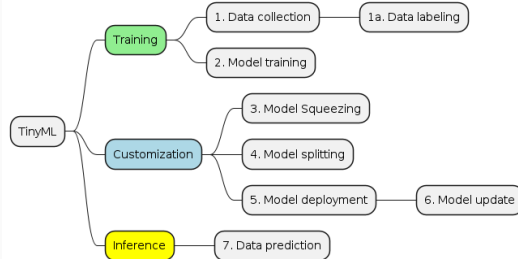 1. Data collection
1a. Data labeling
Training
2. Model training
3. Model Squeezing
TinyML
Customization
4. Model splitting
5. Model deployment
6. Model update
Inference
7. Data prediction